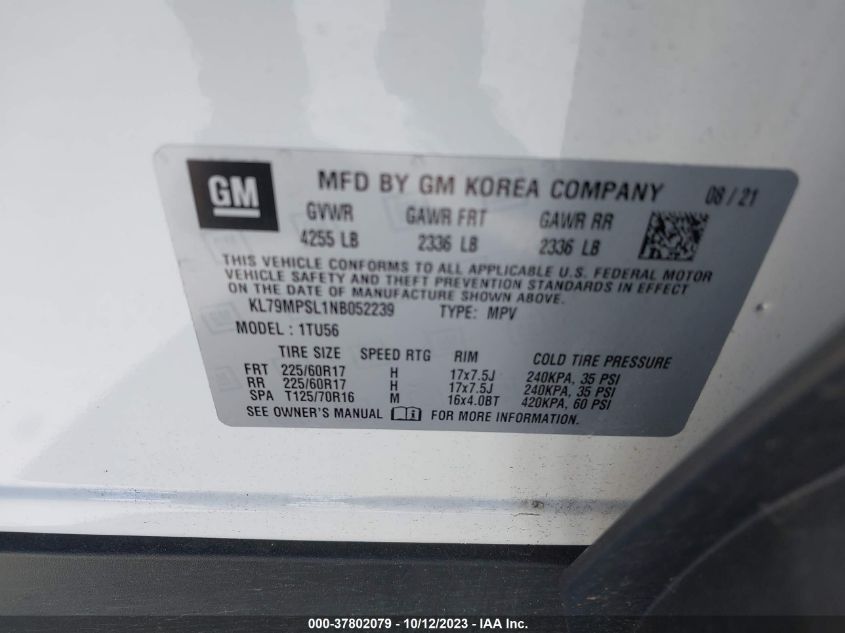 GM MFD BY GM KOREA COMPANY 08/21
GVWR GAWR FRT GAWR RR
4255 LB 2336 LB 2336 LB
THIS VEHICLE CONFORMS TO ALL APPLICABLE U.S. FEDERAL MOTOR
VEHICLE SAFETY AND THEFT PREVENTION STANDARDS IN EFFECT
ON THE DATE OF MANUFACTURE SHOWN ABOVE.
KL79MPSL1NB052239 TYPE: MPV
MODEL : 1TU56
TIRE SIZE SPEED RTG RIM COLD TIRE PRESSURE
FRT 225/60R17 H 17x7.5J 240KPA, 35 PSI
RR 225/60R17 H 17x7.5J 240KPA, 35 PSI
SPA T125/70R16 M 16x4.0BT 420KPA, 60 PSI
SEE OWNER'S MANUAL FOR MORE INFORMATION.
000-37802079 - 10/12/2023 - IAA Inc.